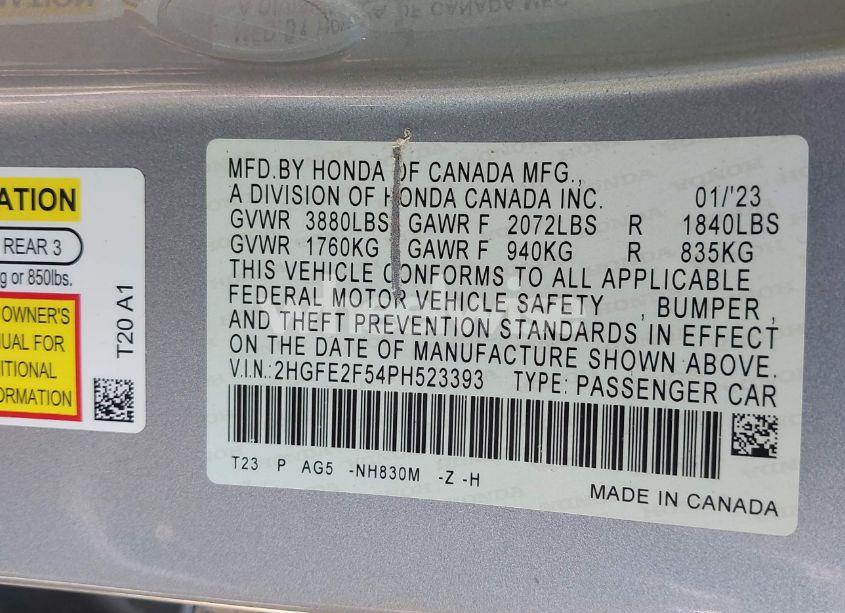 ATION
REAR 3
g or 850lbs.
OWNER'S
NUAL FOR
DITIONAL
ORMATION
T20 A1
MFD.BY HONDA OF CANADA MFG.,
A DIVISION OF HONDA CANADA INC. 01/'23
GVWR 3880LBS GAWR F 2072LBS R 1840LBS
GVWR 1760KG GAWR F 940KG R 835KG
THIS VEHICLE CONFORMS TO ALL APPLICABLE
FEDERAL MOTOR VEHICLE SAFETY , BUMPER ,
AND THEFT PREVENTION STANDARDS IN EFFECT
ON THE DATE OF MANUFACTURE SHOWN ABOVE.
V.I.N.:2HGFE2F54PH523393 TYPE: PASSENGER CAR
T23 P AG5 -NH830M -Z -H
MADE IN CANADA